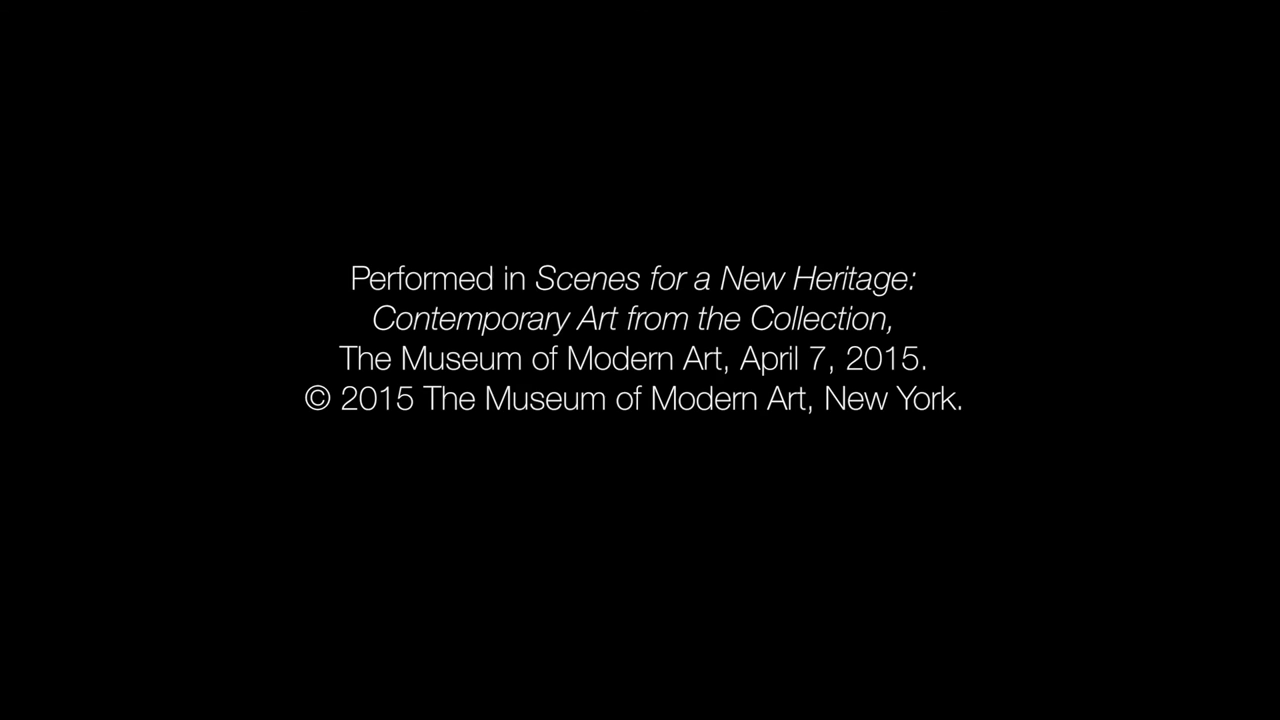 Performed in Scenes for a New Heritage:
Contemporary Art from the Collection,
The Museum of Modern Art, April 7, 2015.
© 2015 The Museum of Modern Art, New York.